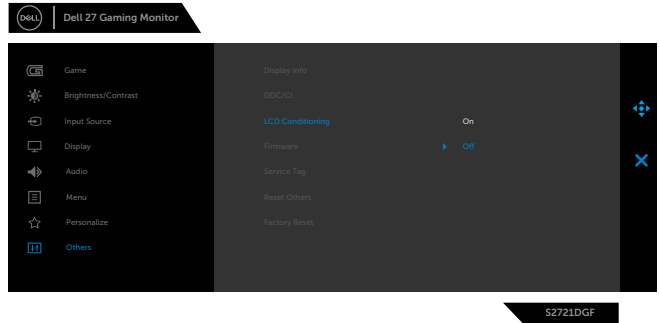 DELL
Dell 27 Gaming Monitor
Game
Display Info
Brightness/Contrast
DDC/CI
Input Source
LCD Conditioning
On
Display
Firmware
Off
Audio
Service Tag
Menu
Reset Others
Personalize
Factory Reset
Others
S2721DGF